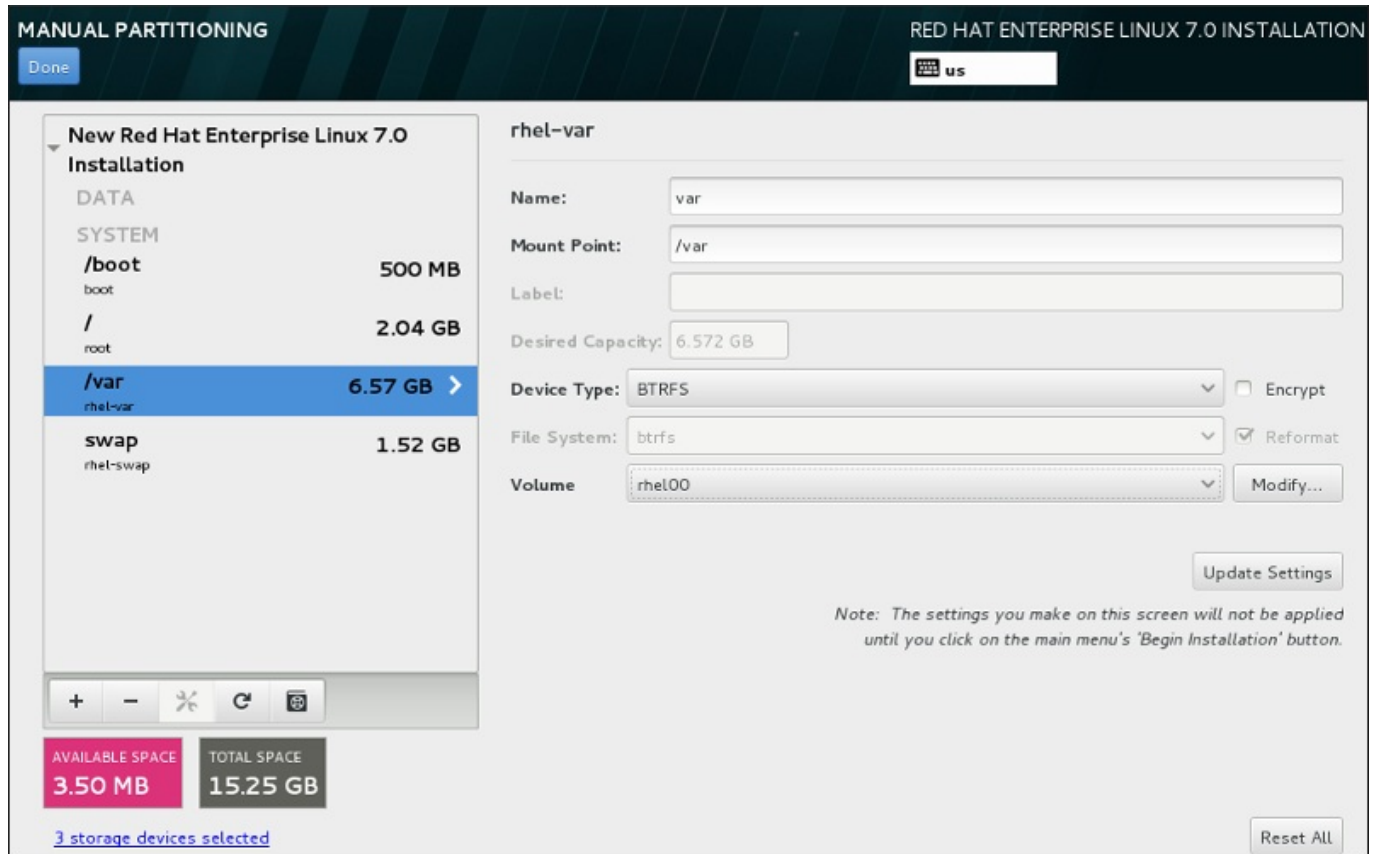 MANUAL PARTITIONING
RED HAT ENTERPRISE LINUX 7.0 INSTALLATION
Done
us
New Red Hat Enterprise Linux 7.0
Installation
DATA
SYSTEM
/boot 500 MB
boot
/ 2.04 GB
root
/var 6.57 GB
rhel-var
swap 1.52 GB
rhel-swap
+ -
AVAILABLE SPACE
3.50 MB
TOTAL SPACE
15.25 GB
3 storage devices selected
rhel-var
Name: var
Mount Point: /var
Label:
Desired Capacity: 6.572 GB
Device Type: BTRFS Encrypt
File System: btrfs Reformat
Volume rhel00 Modify...
Update Settings
Note: The settings you make on this screen will not be applied
until you click on the main menu's 'Begin Installation' button.
Reset All